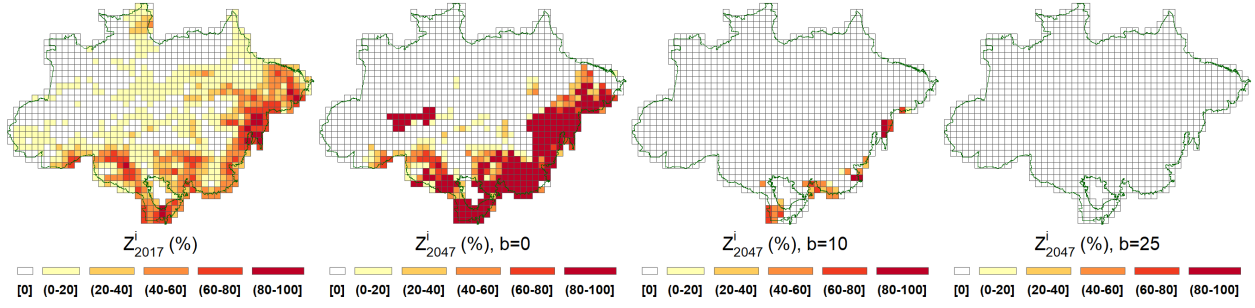 Z^i_2017 (%)
[0] (0-20] (20-40] (40-60] (60-80] (80-100]
Z^i_2047 (%), b=0
[0] (0-20] (20-40] (40-60] (60-80] (80-100]
Z^i_2047 (%), b=10
[0] (0-20] (20-40] (40-60] (60-80] (80-100]
Z^i_2047 (%), b=25
[0] (0-20] (20-40] (40-60] (60-80] (80-100]